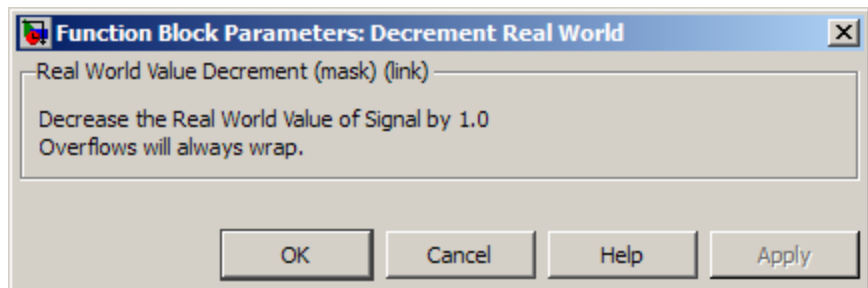 Function Block Parameters: Decrement Real World
Real World Value Decrement (mask) (link)
Decrease the Real World Value of Signal by 1.0
Overflows will always wrap.
OK Cancel Help Apply